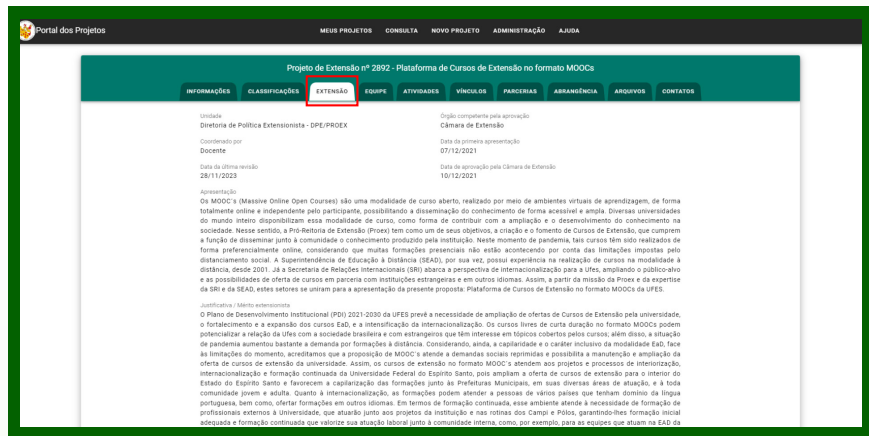 Portal dos Projetos
MEUS PROJETOS CONSULTA NOVO PROJETO ADMINISTRAÇÃO AJUDA
Projeto de Extensão nº 2892 - Plataforma de Cursos de Extensão no formato MOOCs
INFORMAÇÕES CLASSIFICAÇÕES EXTENSÃO EQUIPE ATIVIDADES VÍNCULOS PARCERIAS ABRANGÊNCIA ARQUIVOS CONTATOS
Unidade
Diretoria de Política Extensionista - DPE/PROEX
Órgão competente pela aprovação
Câmara de Extensão
Coordenado por
Docente
Data da primeira apresentação
07/12/2021
Data da última revisão
28/11/2023
Data de aprovação pela Câmara de Extensão
10/12/2021
Apresentação
Os MOOC´s (Massive Online Open Courses) são uma modalidade de curso aberto, realizado por meio de ambientes virtuais de aprendizagem, de forma
totalmente online e independente pelo participante, possibilitando a disseminação do conhecimento de forma acessível e ampla. Diversas universidades
do mundo inteiro disponibilizam essa modalidade de curso, como forma de contribuir com a ampliação e o desenvolvimento do conhecimento na
sociedade. Nesse sentido, a Pró-Reitoria de Extensão (Proex) tem como um de seus objetivos, a criação e o fomento de Cursos de Extensão, que cumprem
a função de disseminar junto à comunidade o conhecimento produzido pela instituição. Neste momento de pandemia, tais cursos têm sido realizados de
forma preferencialmente online, considerando que muitas formações presenciais não estão acontecendo por conta das limitações impostas pelo
distanciamento social. A Superintendência de Educação à Distância (SEAD), por sua vez, possui experiência na realização de cursos na modalidade à
distância, desde 2001. Já a Secretaria de Relações Internacionais (SRI) abarca a perspectiva de internacionalização para a Ufes, ampliando o público-alvo
e as possibilidades de oferta de cursos em parceria com instituições estrangeiras e em outros idiomas. Assim, a partir da missão da Proex e da expertise
da SRI e da SEAD, estes setores se uniram para a apresentação da presente proposta: Plataforma de Cursos de Extensão no formato MOOCs da UFES.
Justificativa / Mérito extensionista
O Plano de Desenvolvimento Institucional (PDI) 2021-2030 da UFES prevê a necessidade de ampliação de ofertas de Cursos de Extensão pela universidade,
o fortalecimento e a expansão dos cursos EaD, e a intensificação da internacionalização. Os cursos livres de curta duração no formato MOOCs podem
potencializar a relação da Ufes com a sociedade brasileira e com estrangeiros que têm interesse em tópicos cobertos pelos cursos; além disso, a situação
de pandemia aumentou bastante a demanda por formações à distância. Considerando, ainda, a capilaridade e o caráter inclusivo da modalidade EaD, face
às limitações do momento, acreditamos que a proposição de MOOC´s atende a demandas sociais reprimidas e possibilita a manutenção e ampliação da
oferta de cursos de extensão da universidade. Assim, os cursos de extensão no formato MOOC´s atendem aos projetos e processos de interiorização,
internacionalização e formação continuada da Universidade Federal do Espírito Santo, pois ampliam a oferta de cursos de extensão para o interior do
Estado do Espírito Santo e favorecem a capilarização das formações junto às Prefeituras Municipais, em suas diversas áreas de atuação, e à toda
comunidade jovem e adulta. Quanto à internacionalização, as formações podem atender a pessoas de vários países que tenham domínio da língua
portuguesa, bem como, ofertar formações em outros idiomas. Em termos de formação continuada, esse ambiente atende à necessidade de formação de
profissionais externos à Universidade, que atuarão junto aos projetos da instituição e nas rotinas dos Campi e Pólos, garantindo-lhes formação inicial
adequada e formação continuada que valorize sua atuação laboral junto à comunidade interna, como, por exemplo, para as equipes que atuam na EAD da